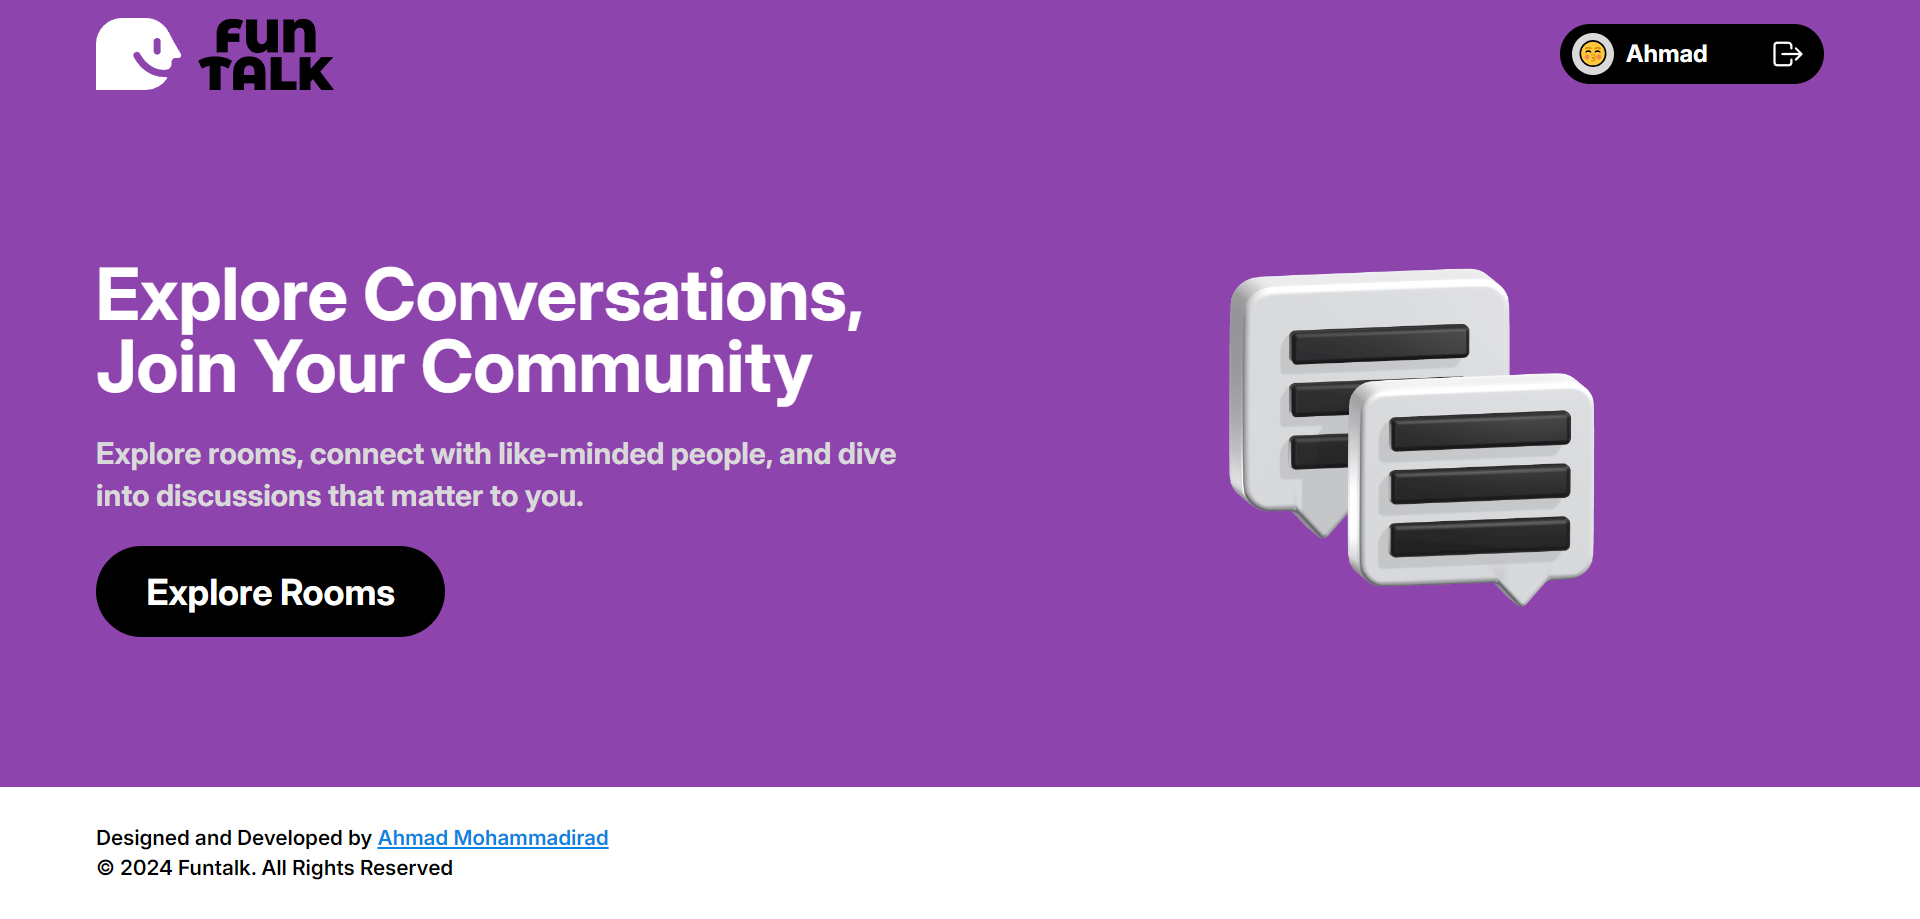 FUN
TALK
Ahmad
Explore Conversations,
Join Your Community
Explore rooms, connect with like-minded people, and dive
into discussions that matter to you.
Explore Rooms
Designed and Developed by Ahmad Mohammadirad
© 2024 Funtalk. All Rights Reserved